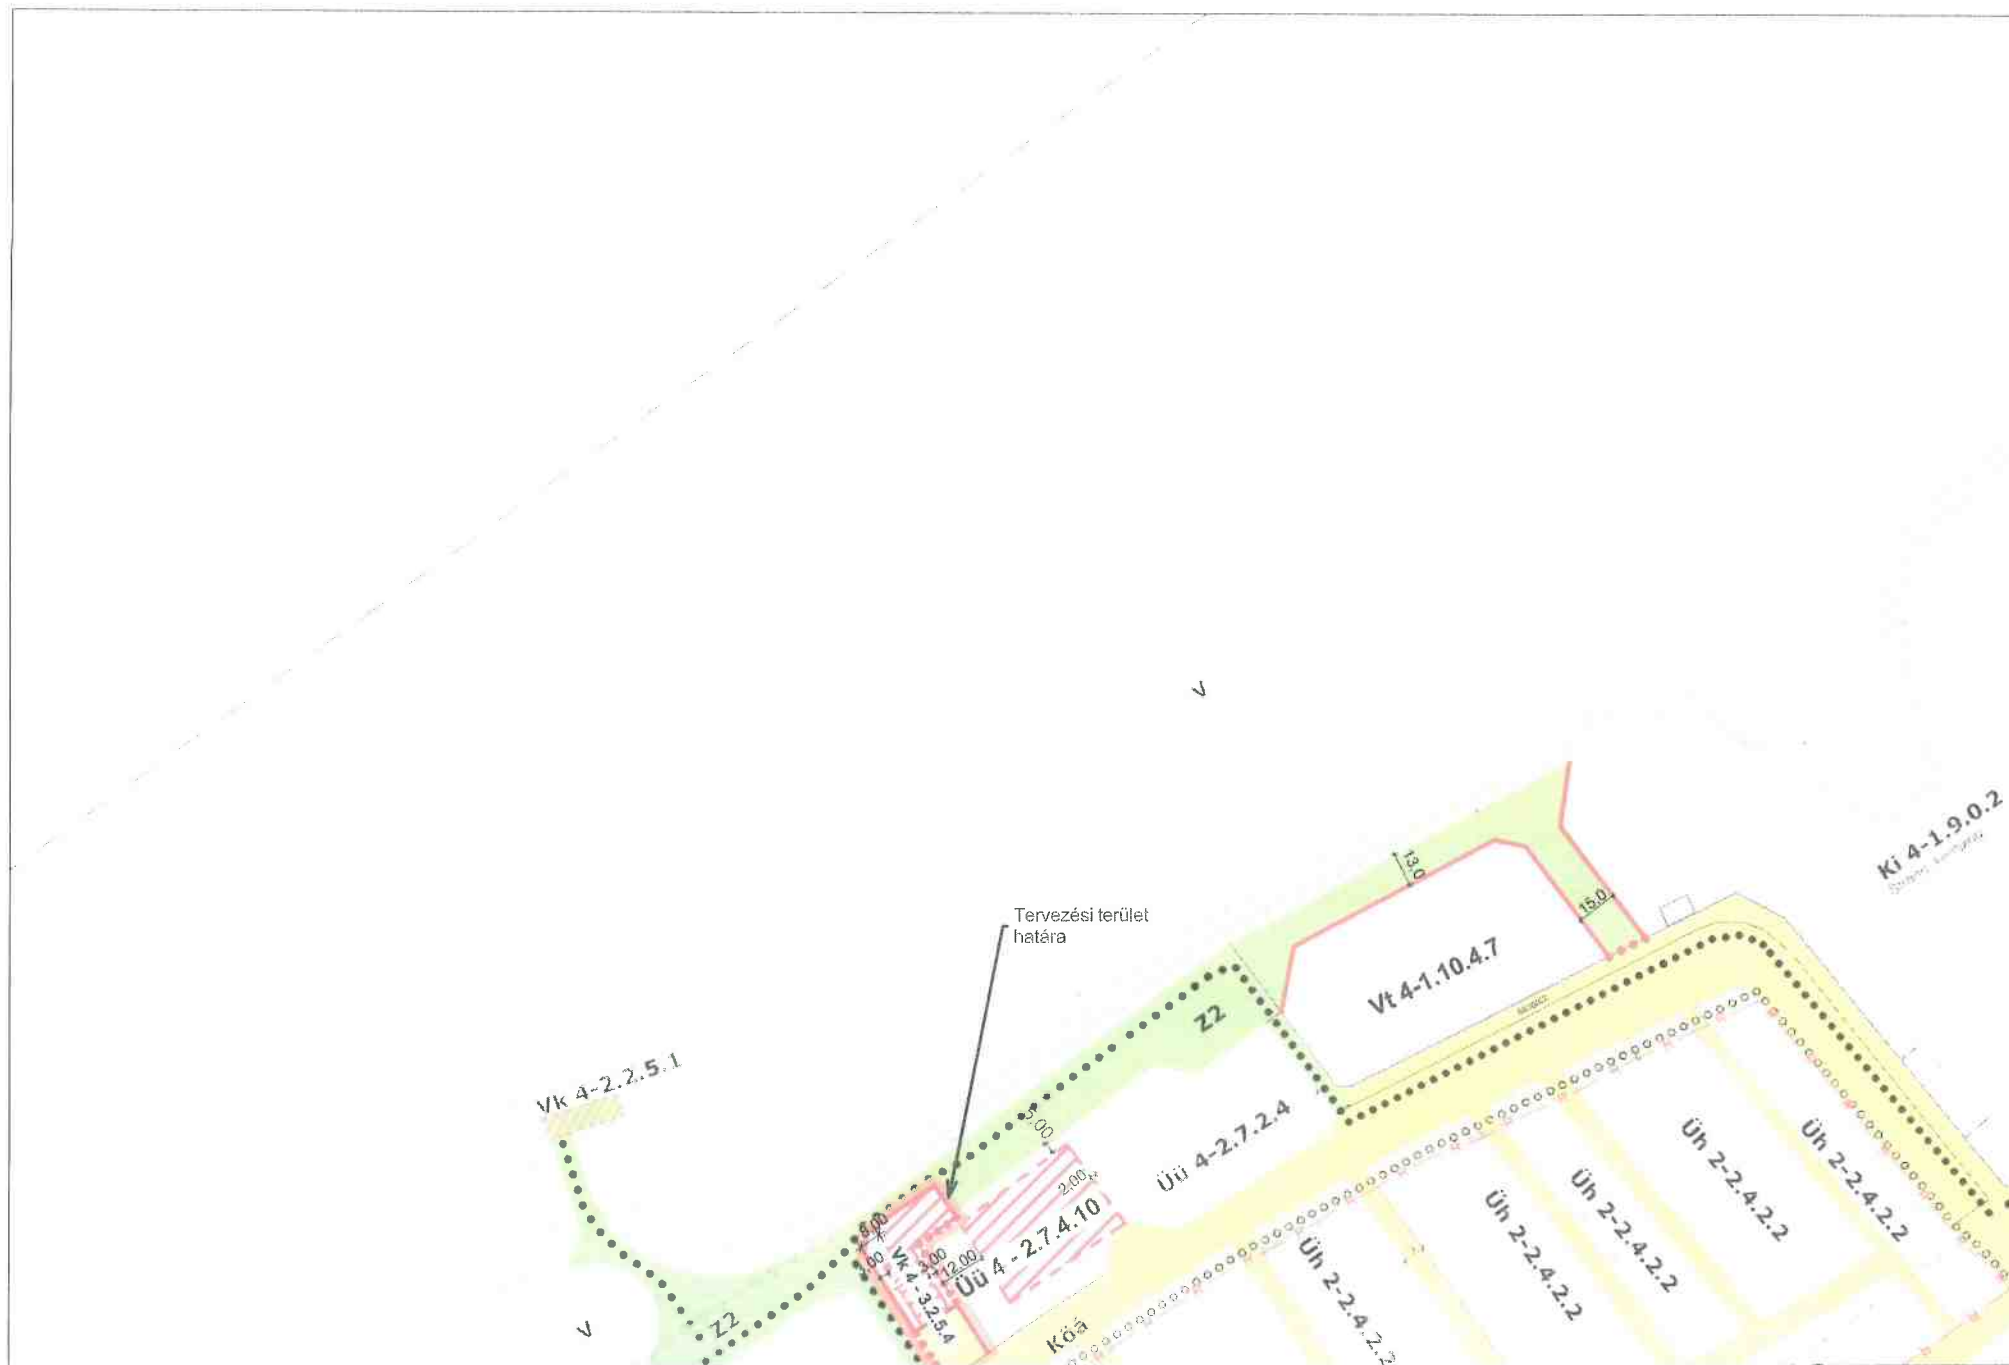 V
Ki 4-1.9.0.2
13.0
15.0
Tervezési terület
határa
Vt 4-1.10.4.7
Z2
Vk 4-2.2.5.1
5,00
Üü 4-2.7.2.4
2,00
Üü 4 - 2.7.4.10
3,00
12,00
Vk 4 - 3.2.5.4
Üh 2-2.4.2.2
Üh 2-2.4.2.2
Üh 2-2.4.2.2
Üh 2-2.4.2.2
Üh 2-2.4.2.2
Köá
Z2
V